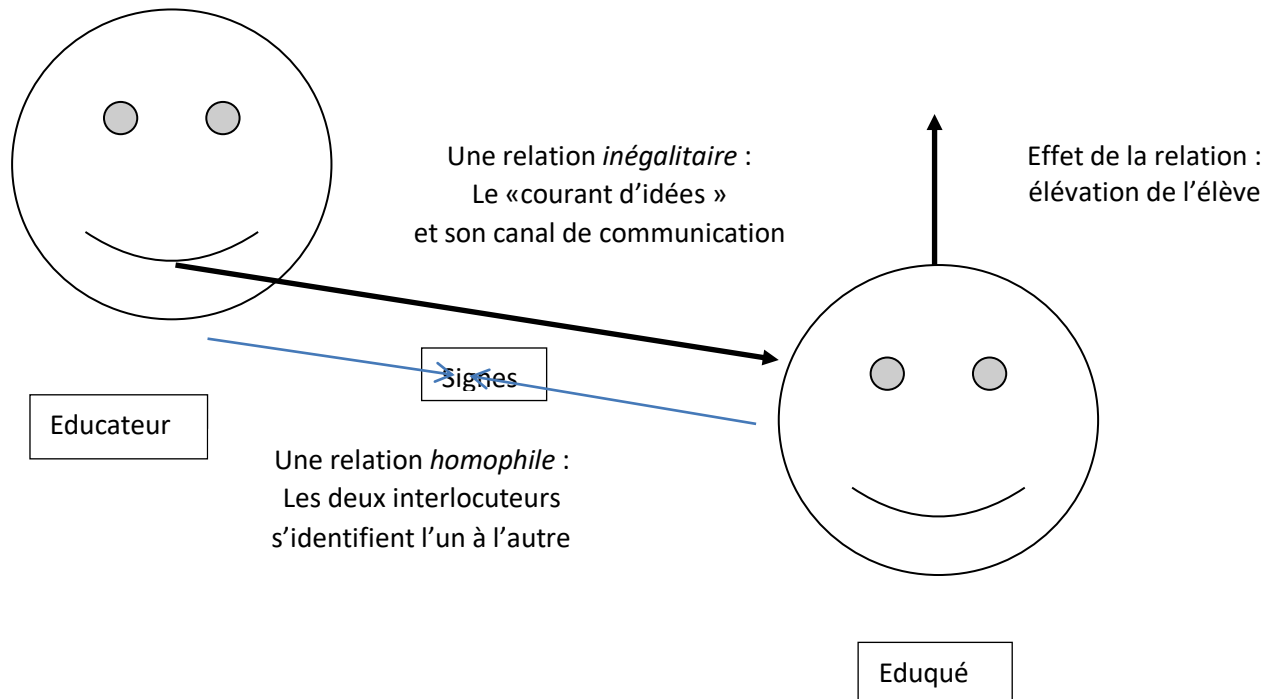 Une relation inégalitaire :
Le «courant d’idées »
et son canal de communication
Effet de la relation :
élévation de l’élève
Signes
Educateur
Une relation homophile :
Les deux interlocuteurs
s’identifient l’un à l’autre
Eduqué